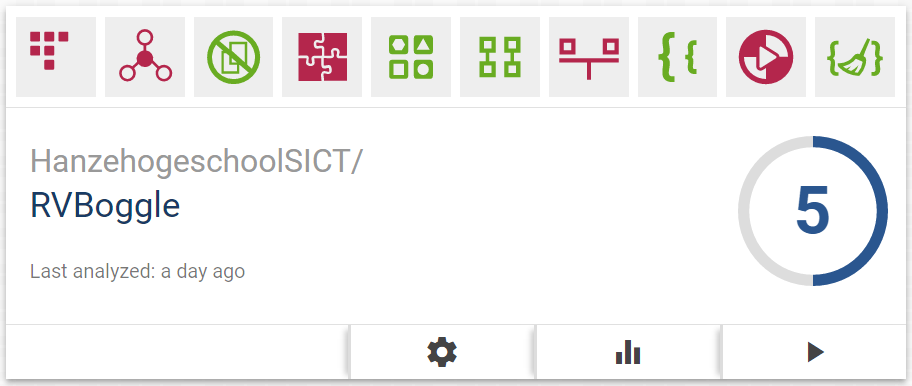 HanzehogeschoolSICT/
RVBoggle
5
Last analyzed: a day ago